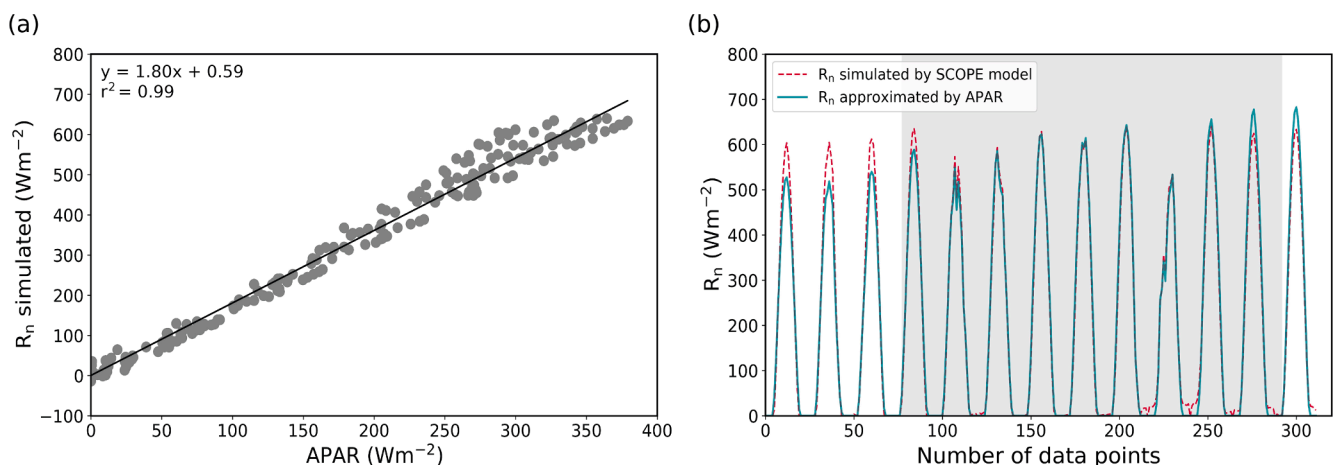 (a)
y = 1.80x + 0.59
r² = 0.99
800
700
600
500
400
300
200
100
0
−100
Rₙ simulated (Wm⁻²)
0 50 100 150 200 250 300 350 400
APAR (Wm⁻²)
(b)
Rₙ simulated by SCOPE model
Rₙ approximated by APAR
800
700
600
500
400
300
200
100
0
Rₙ (Wm⁻²)
0 50 100 150 200 250 300
Number of data points